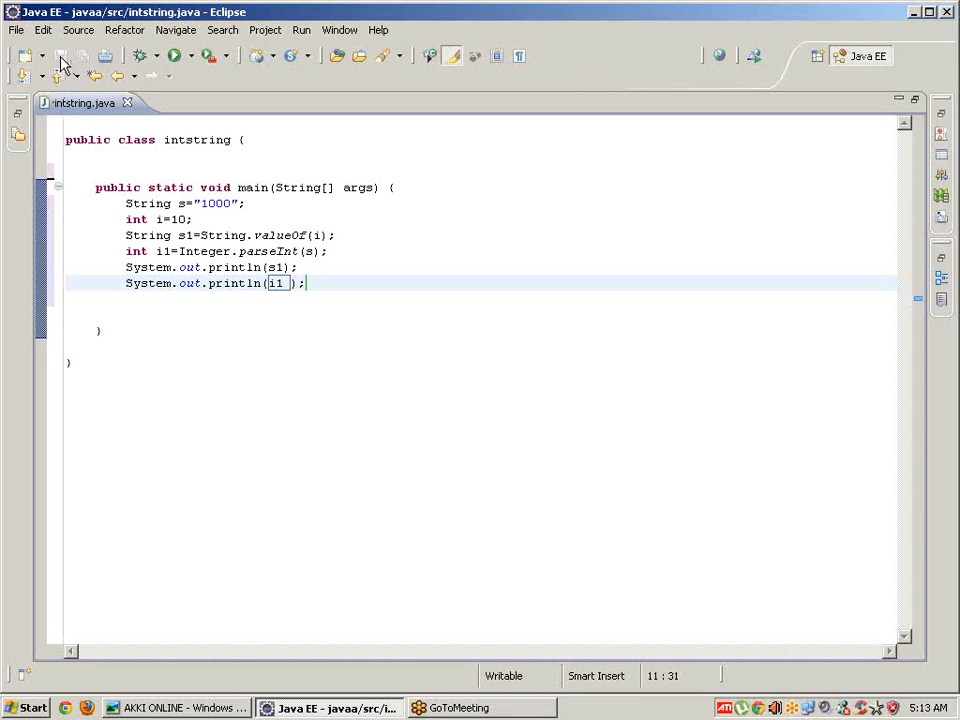 Java EE - javaa/src/intstring.java - Eclipse
File Edit Source Refactor Navigate Search Project Run Window Help
Java EE
intstring.java
public class intstring {
public static void main(String[] args) {
String s="1000";
int i=10;
String s1=String.valueOf(i);
int i1=Integer.parseInt(s);
System.out.println(s1);
System.out.println(i1 );
}
}
Writable Smart Insert 11 : 31
Start AKKI ONLINE - Windows ... Java EE - javaa/src/i... GoToMeeting ATI 5:13 AM